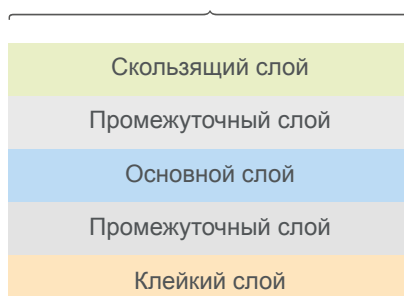 Скользящий слой
Промежуточный слой
Основной слой
Промежуточный слой
Клейкий слой